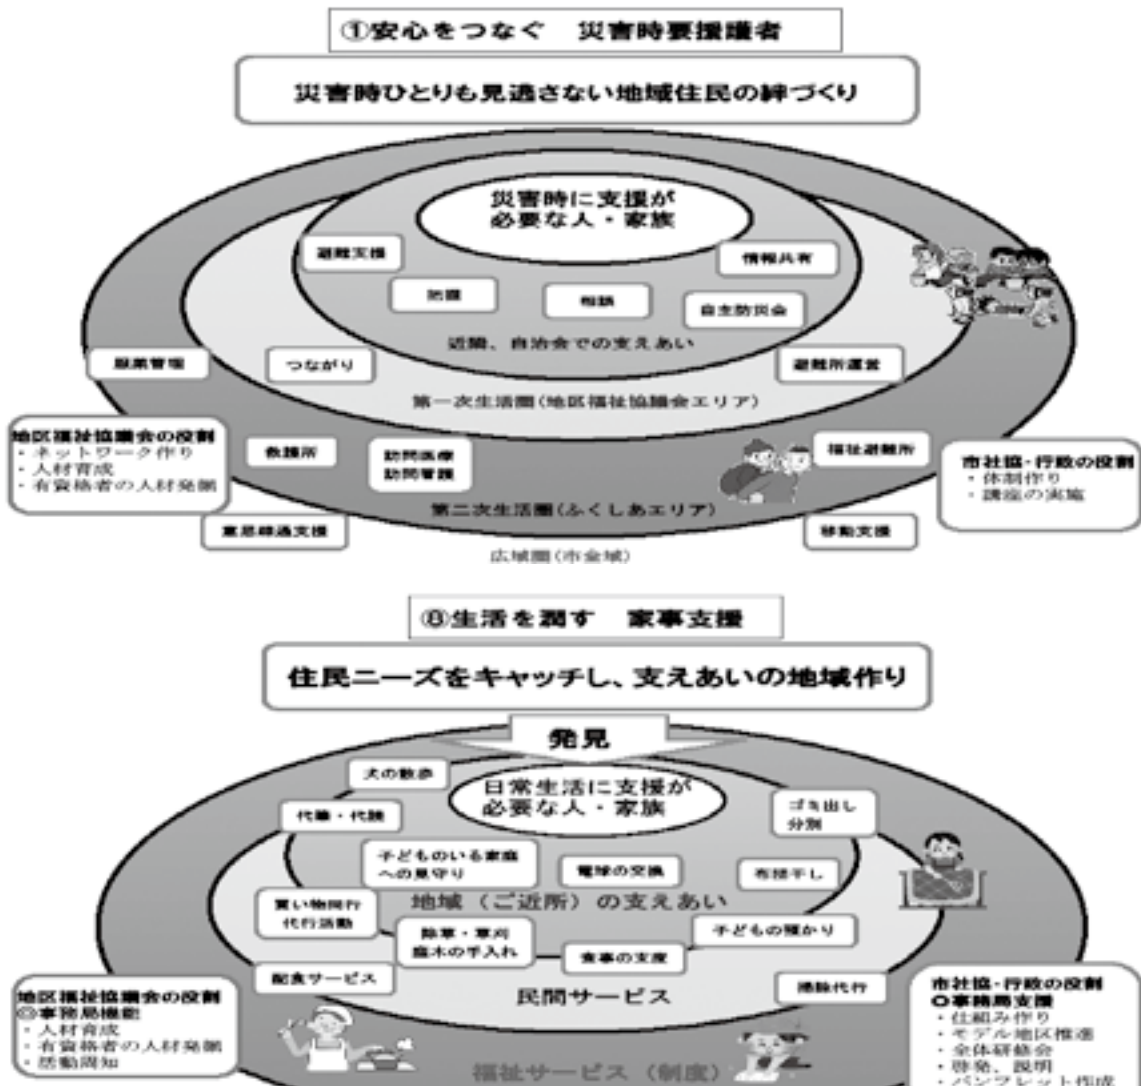 ①安心をつなぐ　災害時要援護者
災害時ひとりも見逃さない地域住民の絆づくり
災害時に支援が
必要な人・家族
避難支援
情報共有
把握
相談
自主防災会
近隣、自治会での支えあい
服薬管理
つながり
避難所運営
第一次生活圏(地区福祉協議会エリア)
地区福祉協議会の役割
・ネットワーク作り
・人材育成
・有資格者の人材発掘
救護所
訪問医療
訪問看護
福祉避難所
市社協・行政の役割
・体制作り
・講座の実施
第二次生活圏(ふくしあエリア)
意思疎通支援
移動支援
広域圏(市全域)
⑧生活を潤す　家事支援
住民ニーズをキャッチし、支えあいの地域作り
発見
犬の散歩
日常生活に支援が
必要な人・家族
ゴミ出し
分別
代筆・代読
子どものいる家庭
への見守り
電球の交換
布団干し
地域（ご近所）の支えあい
買い物同行
代行活動
除草・草刈
庭木の手入れ
食事の支度
子どもの預かり
配食サービス
民間サービス
掃除代行
地区福祉協議会の役割
◎事務局機能
・人材育成
・有資格者の人材発掘
・活動周知
市社協・行政の役割
○事務局支援
・仕組み作り
・モデル地区推進
・全体研修会
・啓発、説明
・パンフレット作成
福祉サービス（制度）